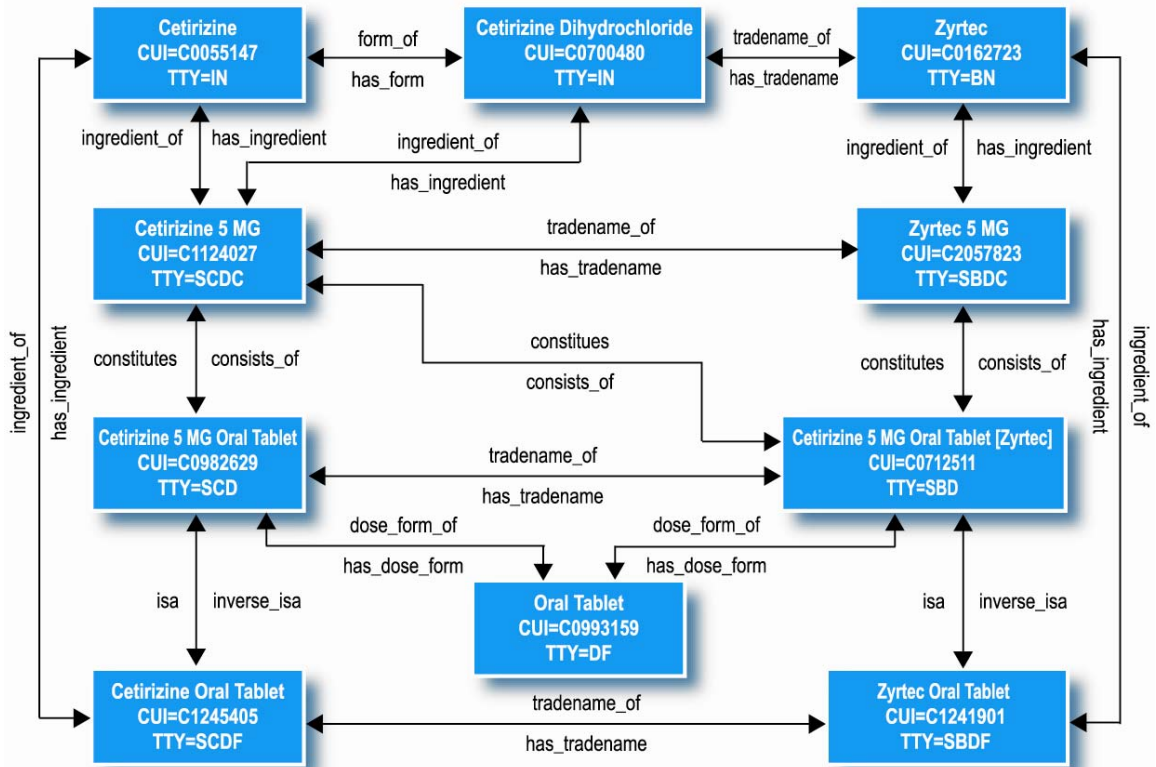 Cetirizine
CUI=C0055147
TTY=IN
form_of
has_form
Cetirizine Dihydrochloride
CUI=C0700480
TTY=IN
tradename_of
has_tradename
Zyrtec
CUI=C0162723
TTY=BN
ingredient_of
has_ingredient
ingredient_of
has_ingredient
ingredient_of
has_ingredient
Cetirizine 5 MG
CUI=C1124027
TTY=SCDC
tradename_of
has_tradename
Zyrtec 5 MG
CUI=C2057823
TTY=SBDC
ingredient_of
has_ingredient
constitutes
consists_of
constitues
consists_of
constitutes
consists_of
has_ingredient
ingredient_of
Cetirizine 5 MG Oral Tablet
CUI=C0982629
TTY=SCD
tradename_of
has_tradename
Cetirizine 5 MG Oral Tablet [Zyrtec]
CUI=C0712511
TTY=SBD
dose_form_of
has_dose_form
dose_form_of
has_dose_form
isa
inverse_isa
Oral Tablet
CUI=C0993159
TTY=DF
isa
inverse_isa
Cetirizine Oral Tablet
CUI=C1245405
TTY=SCDF
tradename_of
has_tradename
Zyrtec Oral Tablet
CUI=C1241901
TTY=SBDF